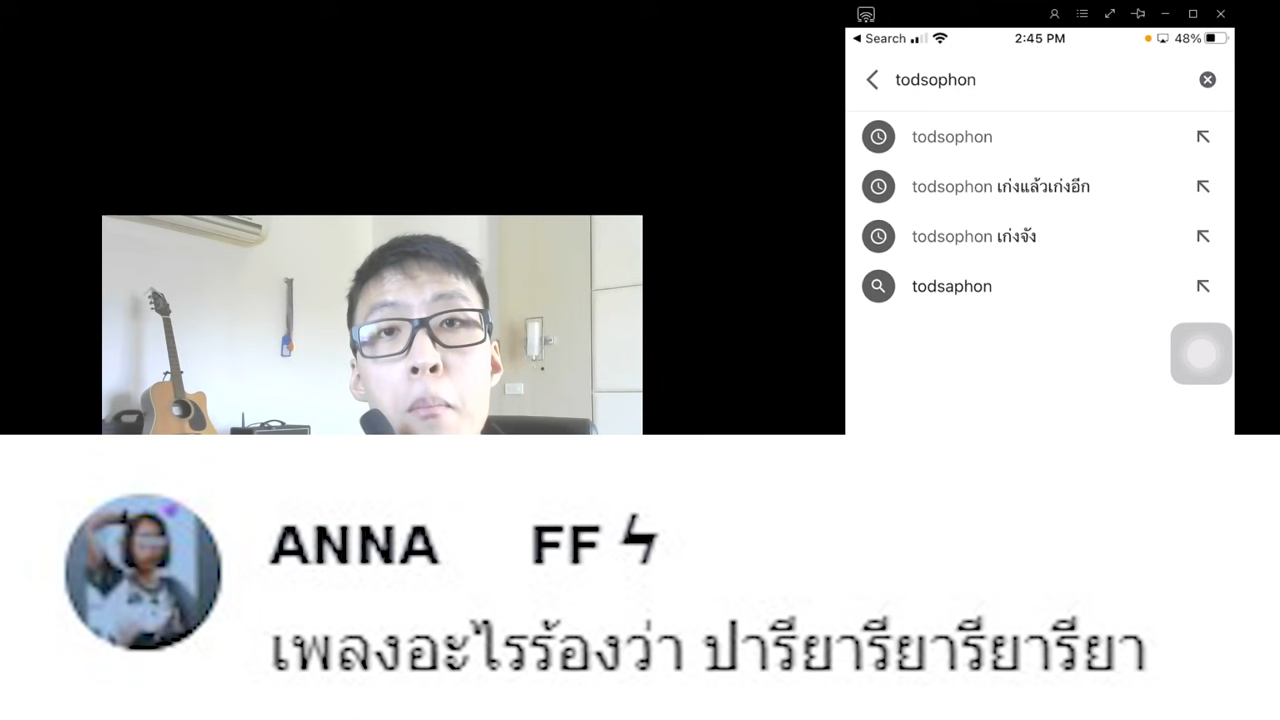 Search 2:45 PM 48%
todsophon
todsophon
todsophon เก่งแล้วเก่งอีก
todsophon เก่งจัง
todsaphon
ANNA FF
เพลงอะไรร้องว่า ปารียารียารียารียา